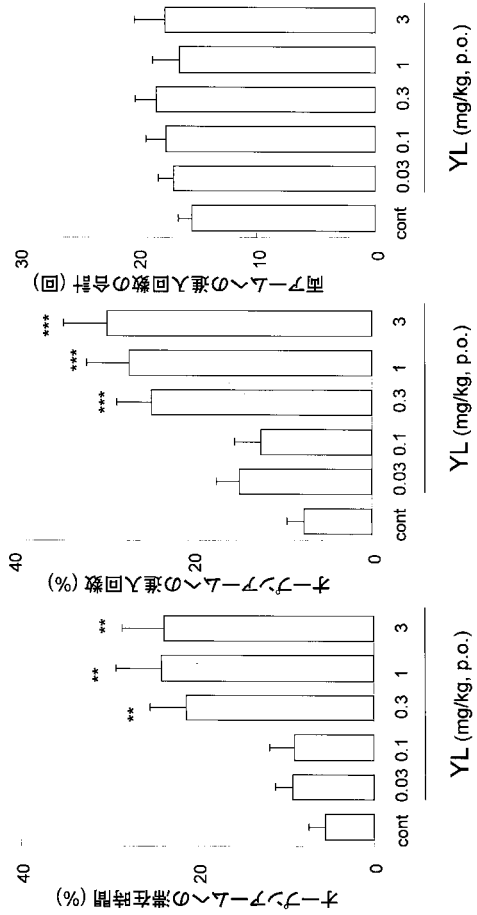 オープンアームへの滞在時間 (%)
40
20
0
** ** **
cont 0.03 0.1 0.3 1 3
YL (mg/kg, p.o.)
オープンアームへの進入回数 (%)
40
20
0
*** *** ***
cont 0.03 0.1 0.3 1 3
YL (mg/kg, p.o.)
両アームへの進入回数の合計 (回)
30
20
10
0
cont 0.03 0.1 0.3 1 3
YL (mg/kg, p.o.)